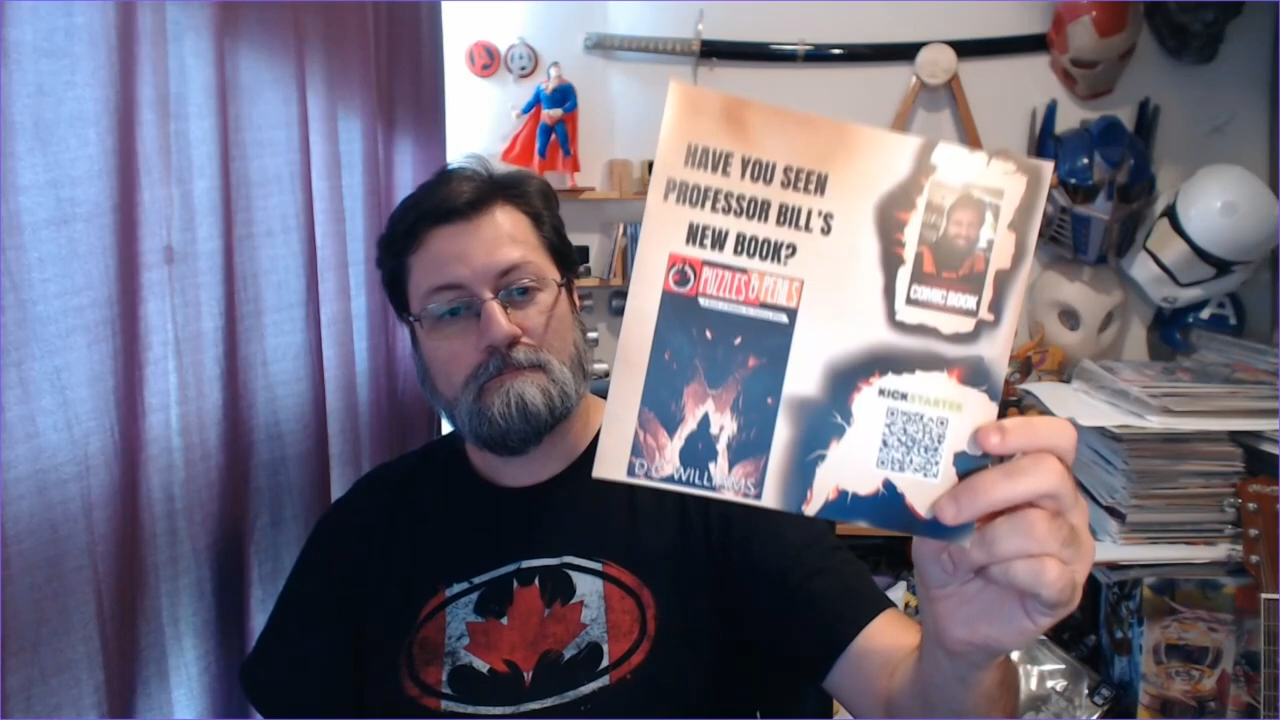 HAVE YOU SEEN
PROFESSOR BILL'S
NEW BOOK?
PUZZLES & PERILS
D.C. WILLIAMS
COMIC BOOK
KICKSTARTER
A